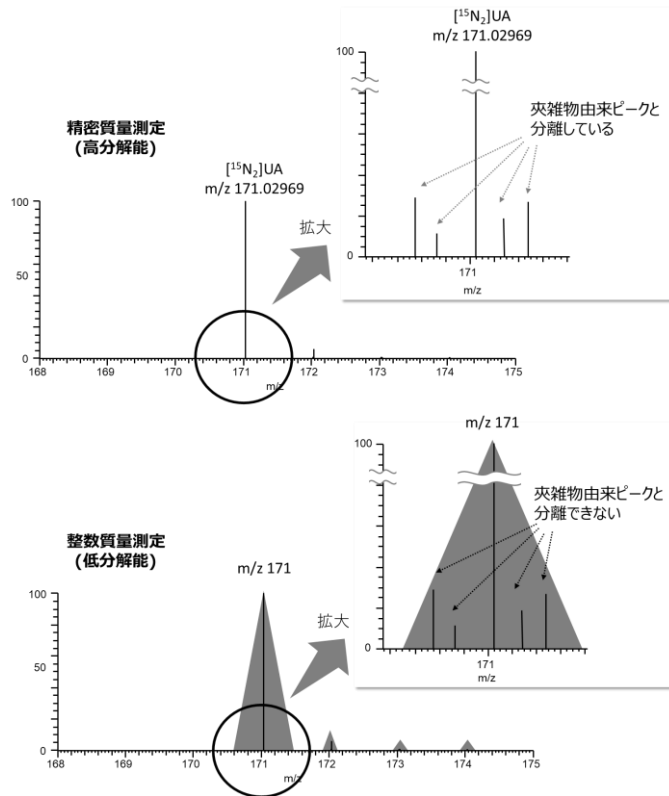 [¹⁵N₂]UA
m/z 171.02969
100
夾雑物由来ピークと
分離している
0
171
m/z
精密質量測定
(高分解能)
[¹⁵N₂]UA
m/z 171.02969
拡大
100
50
0
168
169
170
171
172
173
174
175
m/z
m/z 171
100
夾雑物由来ピークと
分離できない
0
171
m/z
整数質量測定
(低分解能)
m/z 171
拡大
100
50
0
168
169
170
171
172
173
174
175
m/z